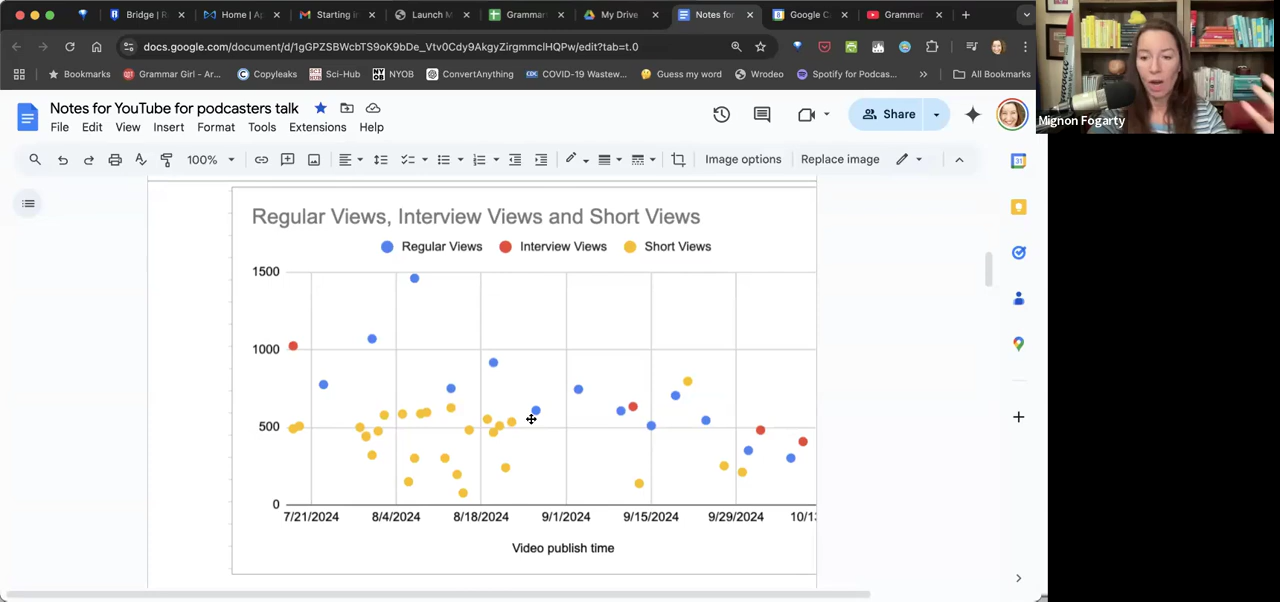 Bridge | R
Home | A
Starting i
Launch M
Grammar
My Drive
Notes for
Google C
Grammar
docs.google.com/document/d/1gGPZSBWcbTS9oK9bDe_Vtv0Cdy9AkgyZirgmmclHQPw/edit?tab=t.0
Bookmarks
Grammar Girl - Ar...
Copyleaks
Sci-Hub
NYOB
ConvertAnything
COVID-19 Wastew...
Guess my word
Wrodeo
Spotify for Podcas...
All Bookmarks
Mignon Fogarty
Notes for YouTube for podcasters talk
File Edit View Insert Format Tools Extensions Help
Share
100%
Image options
Replace image
Regular Views, Interview Views and Short Views
Regular Views Interview Views Short Views
1500
1000
500
0
7/21/2024 8/4/2024 8/18/2024 9/1/2024 9/15/2024 9/29/2024 10/1
Video publish time